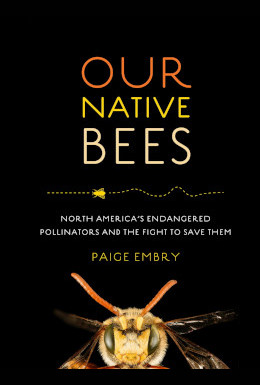 OUR
NATIVE
BEES
NORTH AMERICA'S ENDANGERED
POLLINATORS AND THE FIGHT TO SAVE THEM
PAIGE EMBRY